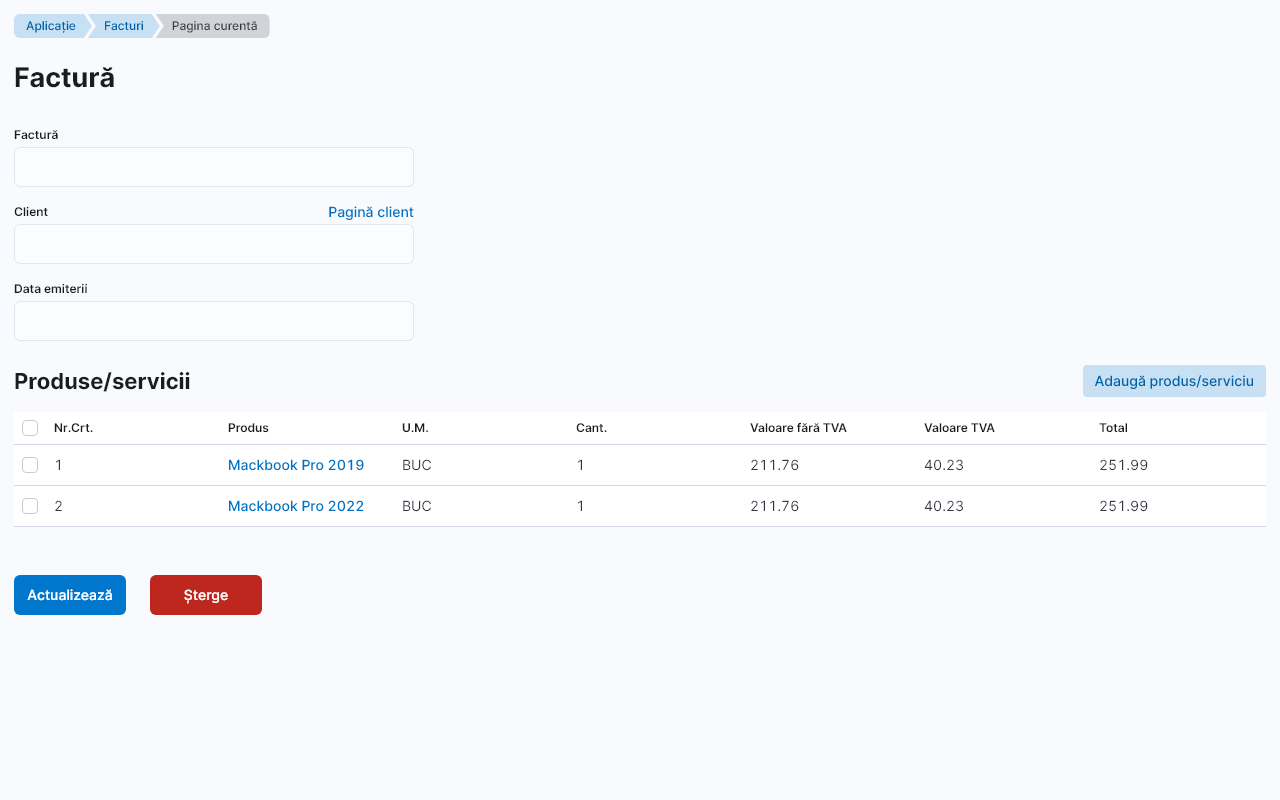 Aplicație Facturi Pagina curentă
Factură
Factură
Client Pagină client
Data emiterii
Produse/servicii Adaugă produs/serviciu
Nr.Crt. Produs U.M. Cant. Valoare fără TVA Valoare TVA Total
1 Mackbook Pro 2019 BUC 1 211.76 40.23 251.99
2 Mackbook Pro 2022 BUC 1 211.76 40.23 251.99
Actualizează Șterge